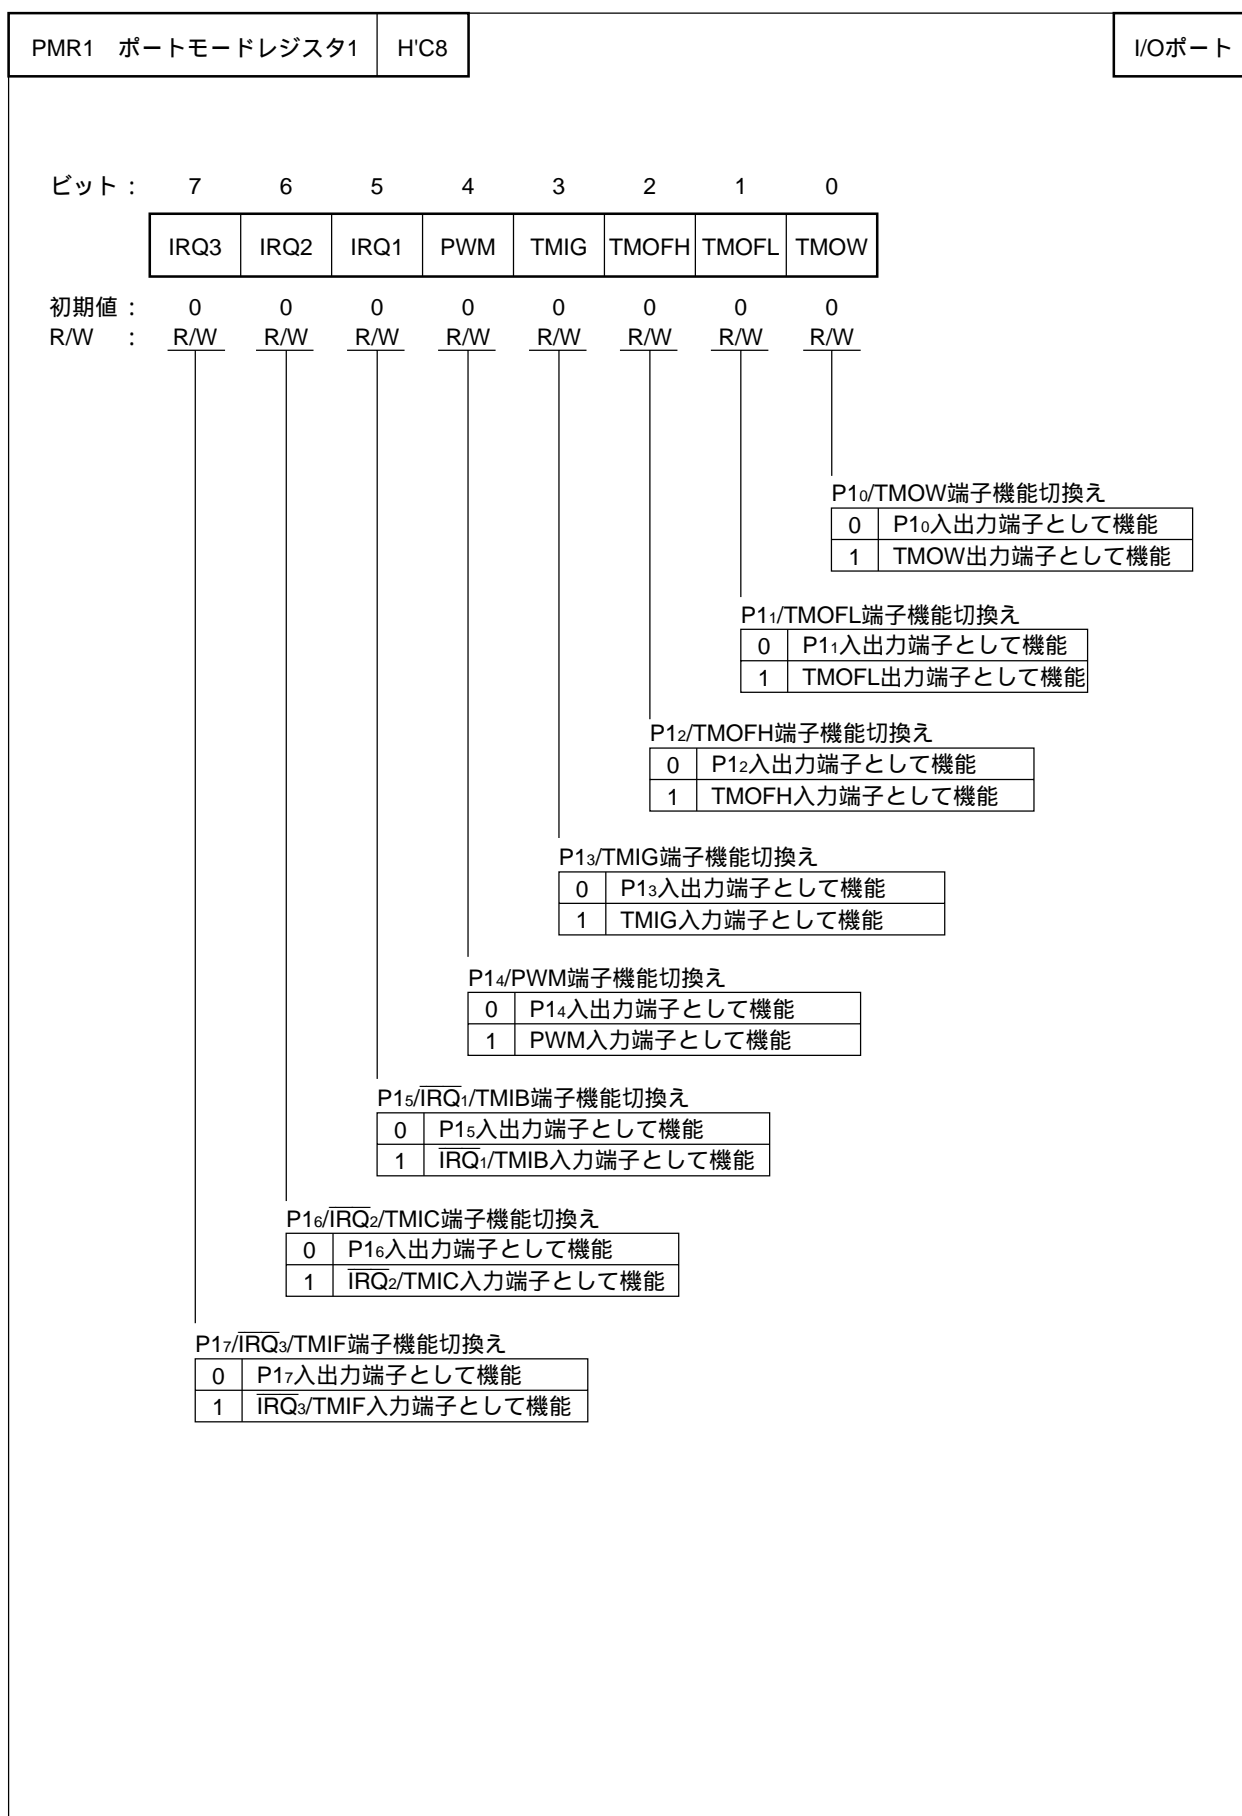 PMR1 ポートモードレジスタ1 H'C8 I/Oポート
ビット： 7 6 5 4 3 2 1 0
IRQ3 IRQ2 IRQ1 PWM TMIG TMOFH TMOFL TMOW
初期値： 0 0 0 0 0 0 0 0
R/W ： R/W R/W R/W R/W R/W R/W R/W R/W
P1₀/TMOW端子機能切換え
0 P1₀入出力端子として機能
1 TMOW出力端子として機能
P1₁/TMOFL端子機能切換え
0 P1₁入出力端子として機能
1 TMOFL出力端子として機能
P1₂/TMOFH端子機能切換え
0 P1₂入出力端子として機能
1 TMOFH入力端子として機能
P1₃/TMIG端子機能切換え
0 P1₃入出力端子として機能
1 TMIG入力端子として機能
P1₄/PWM端子機能切換え
0 P1₄入出力端子として機能
1 PWM入力端子として機能
P1₅/I̅R̅Q̅₁/TMIB端子機能切換え
0 P1₅入出力端子として機能
1 I̅R̅Q̅₁/TMIB入力端子として機能
P1₆/I̅R̅Q̅₂/TMIC端子機能切換え
0 P1₆入出力端子として機能
1 I̅R̅Q̅₂/TMIC入力端子として機能
P1₇/I̅R̅Q̅₃/TMIF端子機能切換え
0 P1₇入出力端子として機能
1 I̅R̅Q̅₃/TMIF入力端子として機能